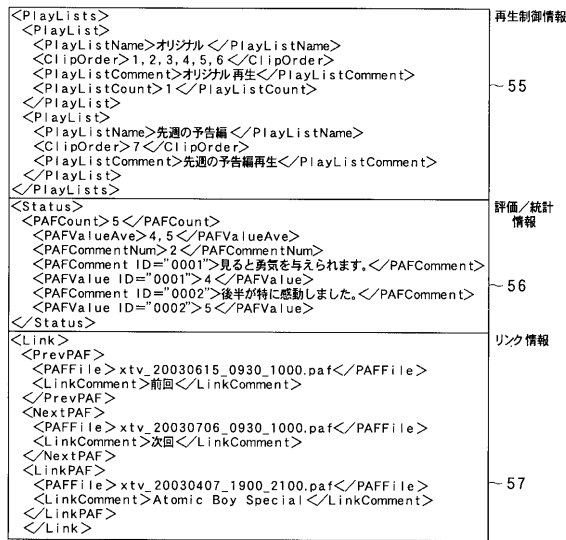 <PlayLists>
<PlayList>
<PlayListName>オリジナル</PlayListName>
<ClipOrder>1,2,3,4,5,6</ClipOrder>
<PlayListComment>オリジナル再生</PlayListComment>
<PlayListCount>1</PlayListCount>
</PlayList>
<PlayList>
<PlayListName>先週の予告編</PlayListName>
<ClipOrder>7</ClipOrder>
<PlayListComment>先週の予告編再生</PlayListComment>
</PlayList>
</PlayLists>
再生制御情報
55
<Status>
<PAFCount>5</PAFCount>
<PAFValueAve>4,5</PAFValueAve>
<PAFCommentNum>2</PAFCommentNum>
<PAFComment ID="0001">見ると勇気を与えられます。</PAFComment>
<PAFValue ID="0001">4</PAFValue>
<PAFComment ID="0002">後半が特に感動しました。</PAFComment>
<PAFValue ID="0002">5</PAFValue>
</Status>
評価/統計
情報
56
<Link>
<PrevPAF>
<PAFFile>xtv_20030615_0930_1000.paf</PAFFile>
<LinkComment>前回</LinkComment>
</PrevPAF>
<NextPAF>
<PAFFile>xtv_20030706_0930_1000.paf</PAFFile>
<LinkComment>次回</LinkComment>
</NextPAF>
<LinkPAF>
<PAFFile>xtv_20030407_1900_2100.paf</PAFFile>
<LinkComment>Atomic Boy Special</LinkComment>
</LinkPAF>
</Link>
リンク情報
57